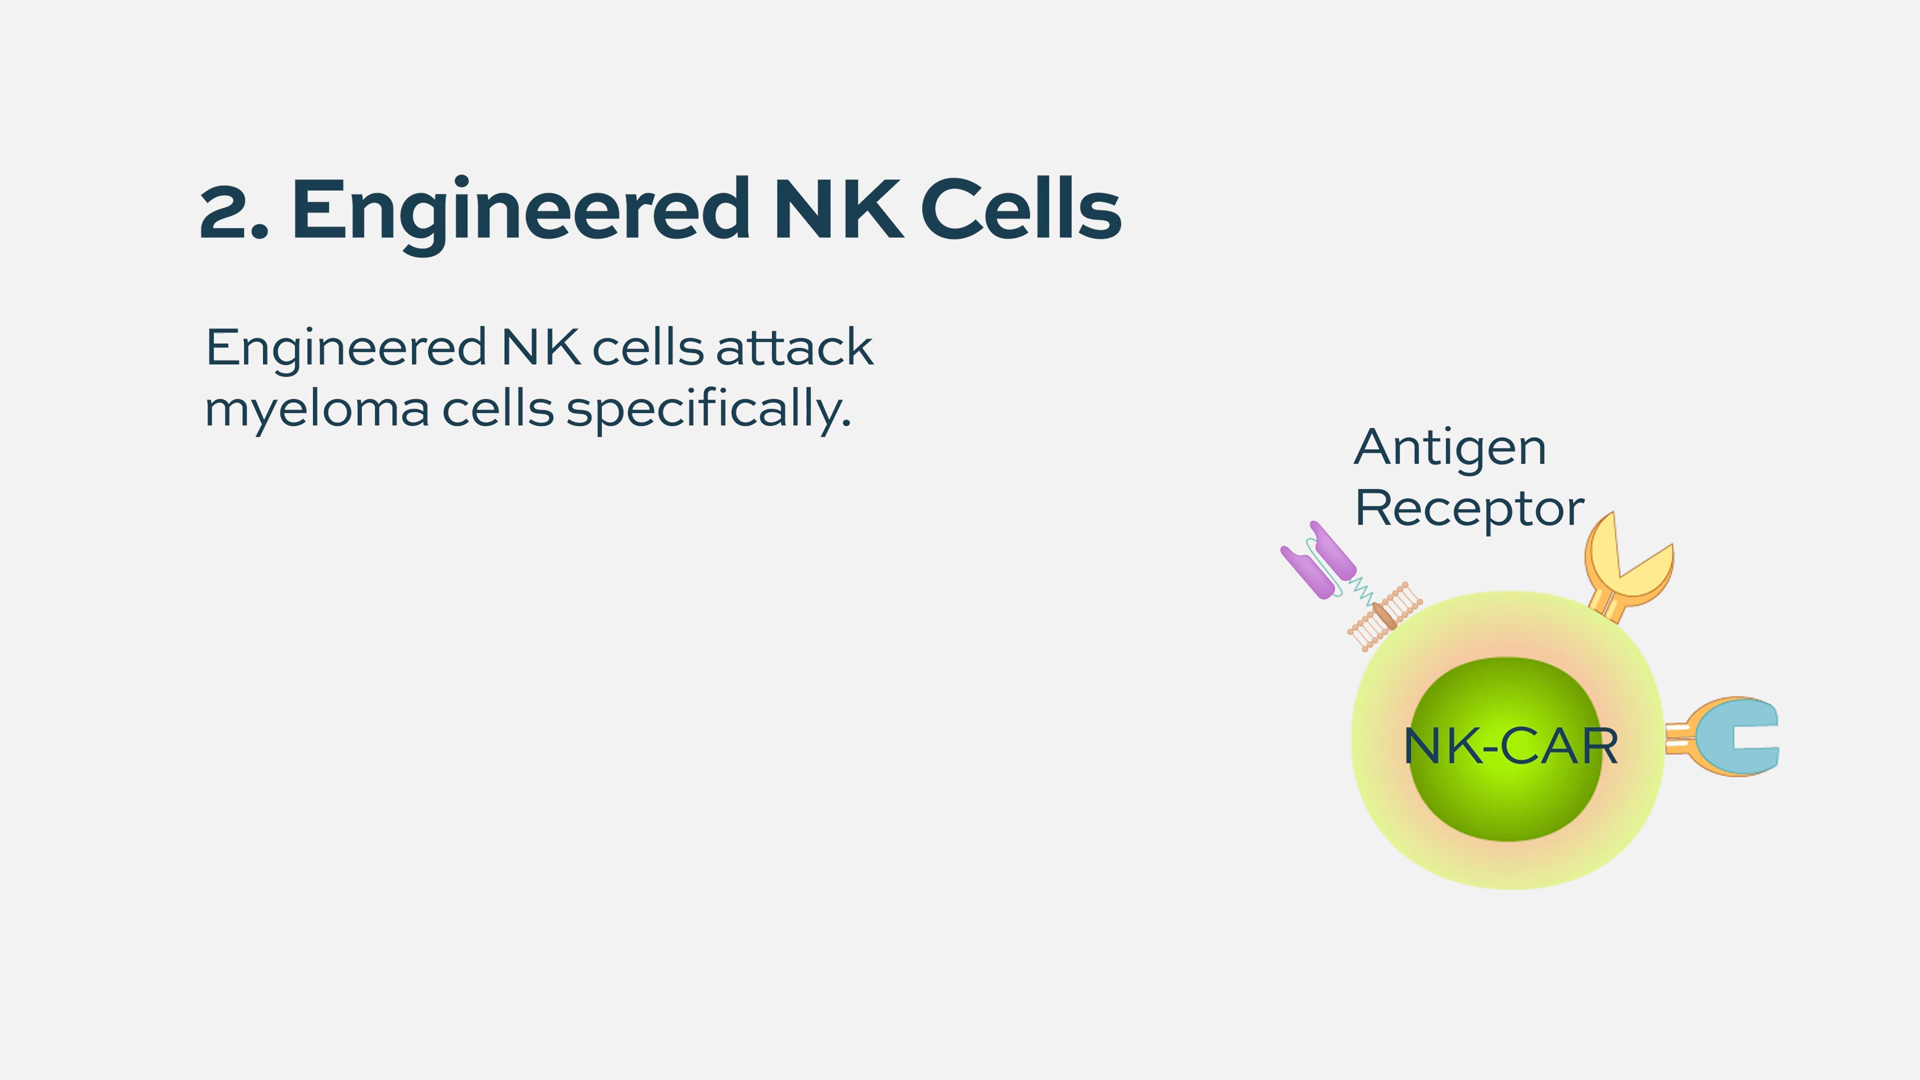 2. Engineered NK Cells
Engineered NK cells attack
myeloma cells specifically.
Antigen
Receptor
NK-CAR